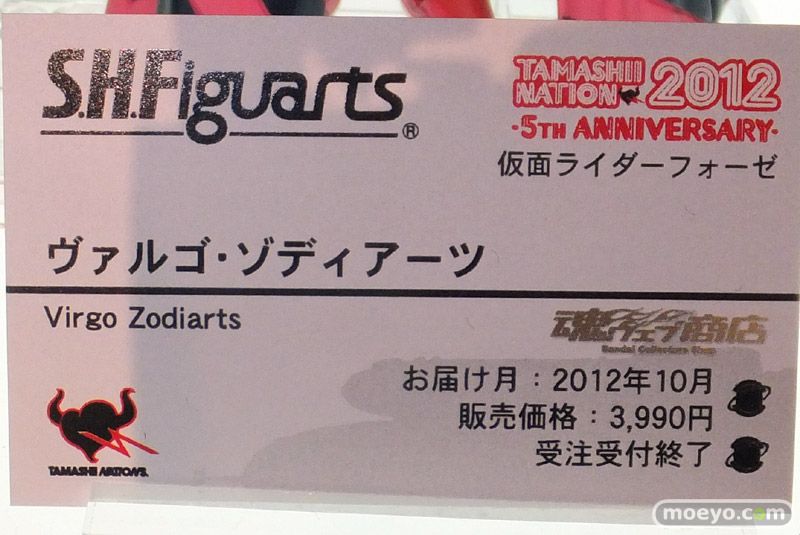 S.H.Figuarts®
TAMASHII
NATION 2012
·5TH ANNIVERSARY·
仮面ライダーフォーゼ
ヴァルゴ・ゾディアーツ
Virgo Zodiarts
魂ウェブ商店
Bandai Collectors Shop
お届け月：2012年10月
販売価格：3,990円
受注受付終了
TAMASHII NATIONS
moeyo.com